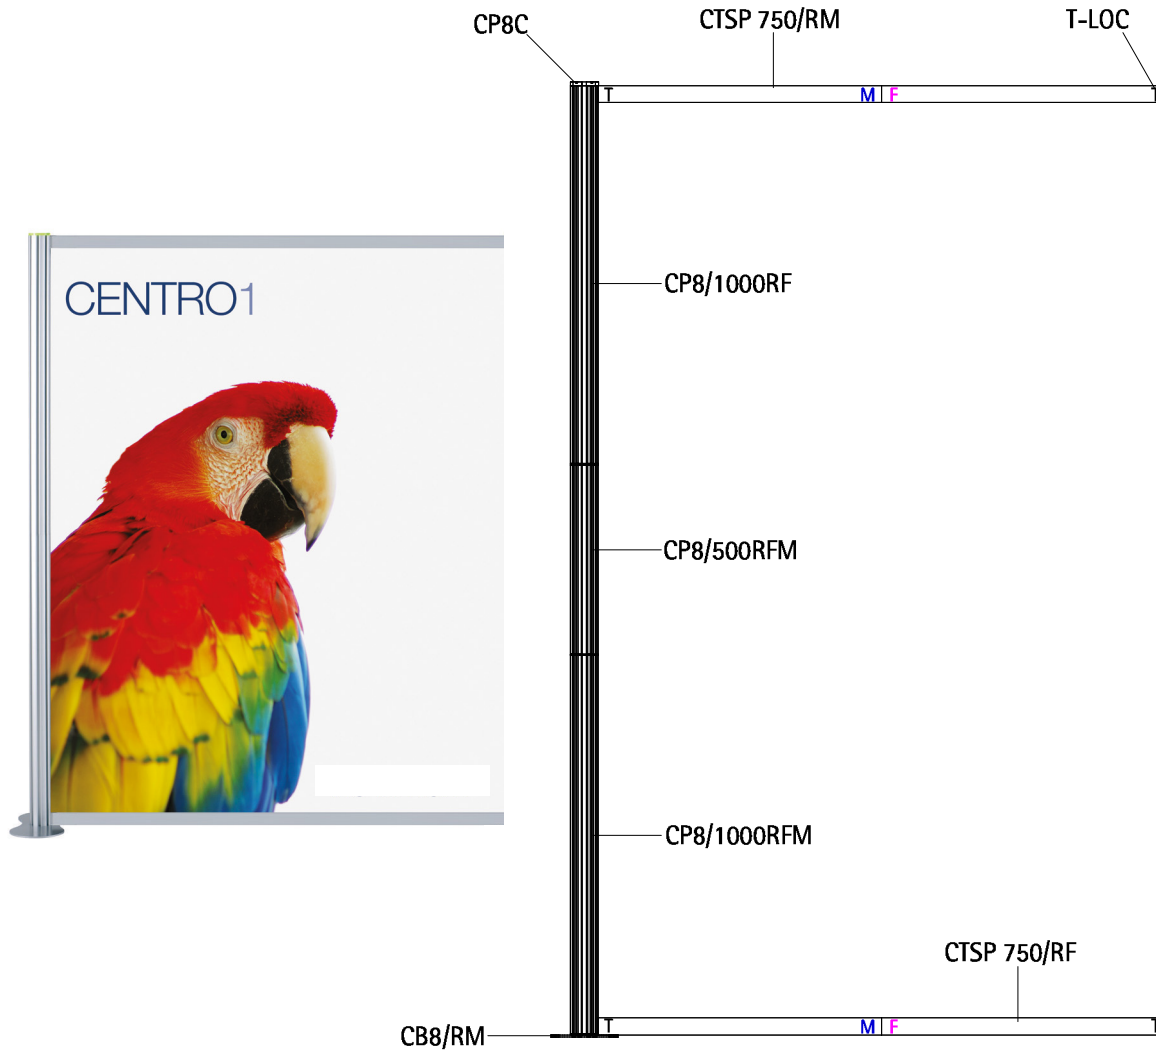 CP8C
CTSP 750/RM
T-LOC
T M F T
CENTRO1
CP8/1000RF
CP8/500RFM
CP8/1000RFM
CTSP 750/RF
T M F T
CB8/RM